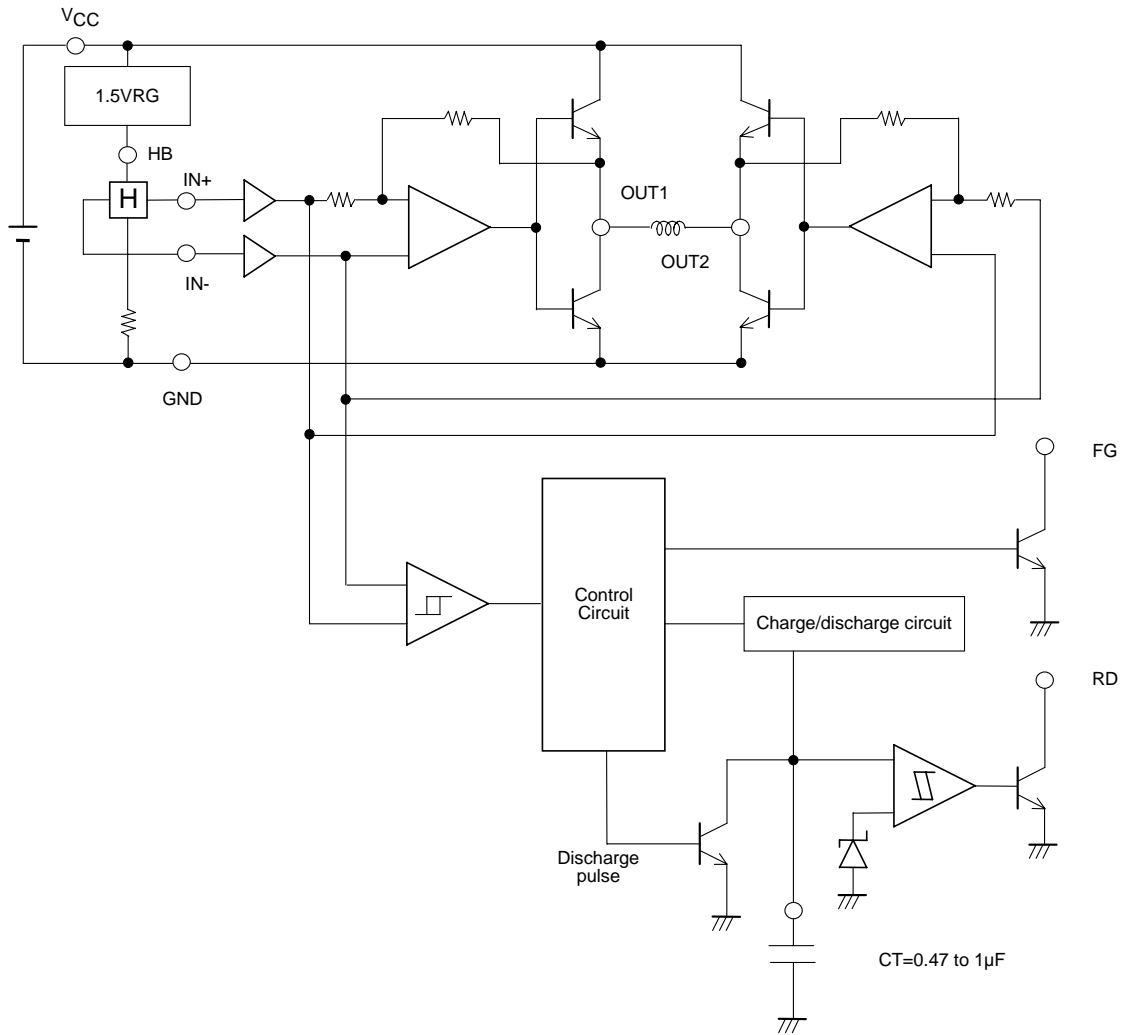 VCC
1.5VRG
HB
H
IN+
IN-
OUT1
OUT2
GND
FG
Control
Circuit
Charge/discharge circuit
RD
Discharge
pulse
CT=0.47 to 1µF